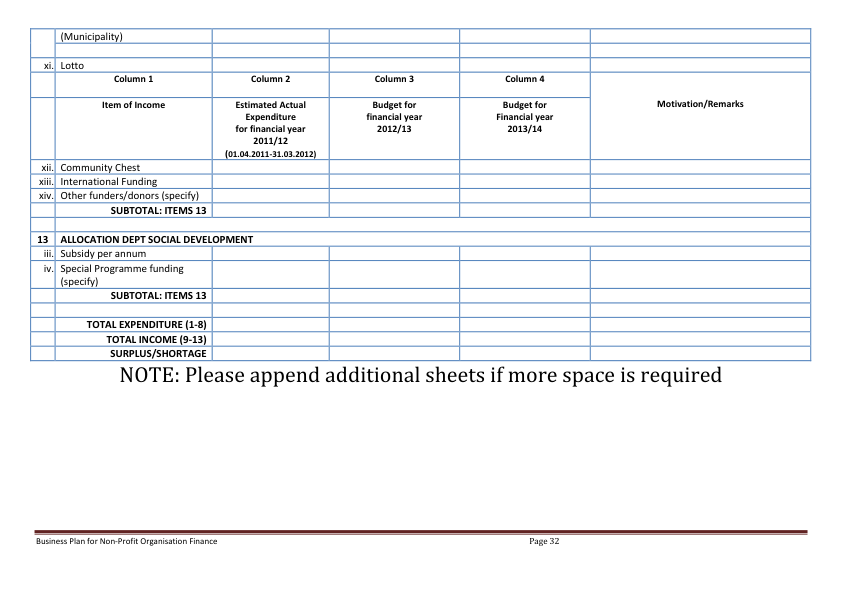 (Municipality)
xi. Lotto
Column 1 Column 2 Column 3 Column 4
Motivation/Remarks
Item of Income Estimated Actual Budget for Budget for
Expenditure financial year Financial year
for financial year 2012/13 2013/14
2011/12
(01.04.2011-31.03.2012)
xii. Community Chest
xiii. International Funding
xiv. Other funders/donors (specify)
SUBTOTAL: ITEMS 13
13 ALLOCATION DEPT SOCIAL DEVELOPMENT
iii. Subsidy per annum
iv. Special Programme funding
(specify)
SUBTOTAL: ITEMS 13
TOTAL EXPENDITURE (1-8)
TOTAL INCOME (9-13)
SURPLUS/SHORTAGE
NOTE: Please append additional sheets if more space is required
Business Plan for Non-Profit Organisation Finance Page 32